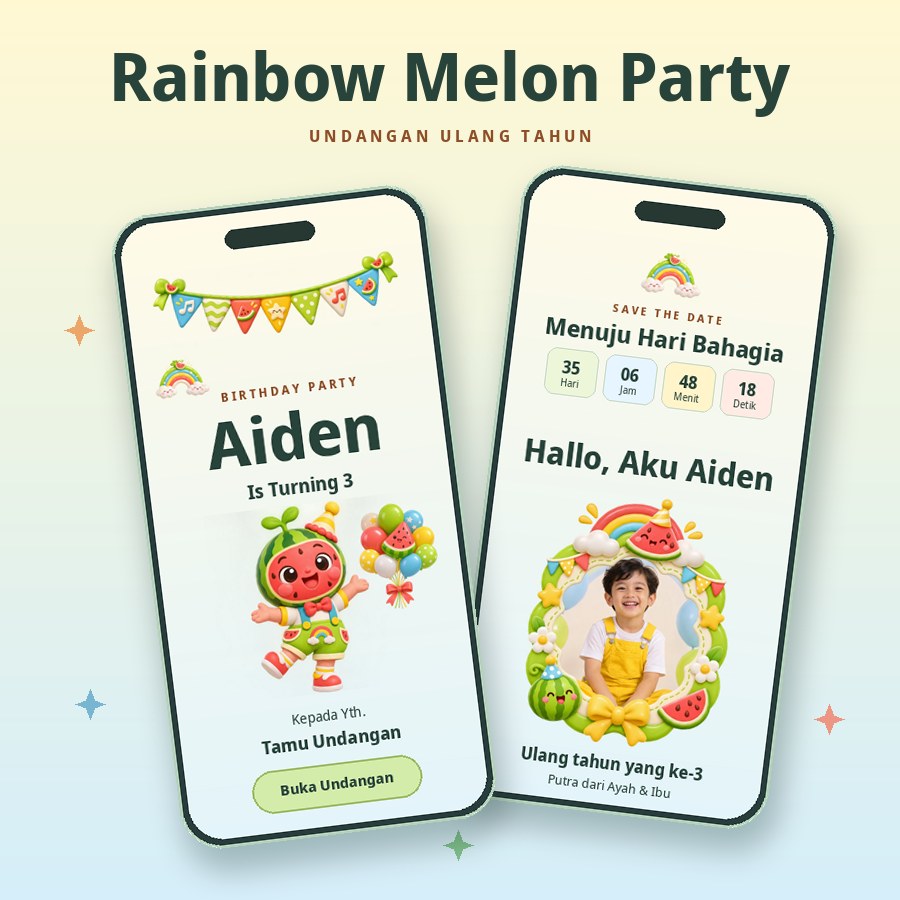 Rainbow Melon Party
UNDANGAN ULANG TAHUN
BIRTHDAY PARTY
Aiden
Is Turning 3
Kepada Yth.
Tamu Undangan
Buka Undangan
SAVE THE DATE
Menuju Hari Bahagia
35 06 48 18
Hari Jam Menit Detik
Hallo, Aku Aiden
Ulang tahun yang ke-3
Putra dari Ayah & Ibu